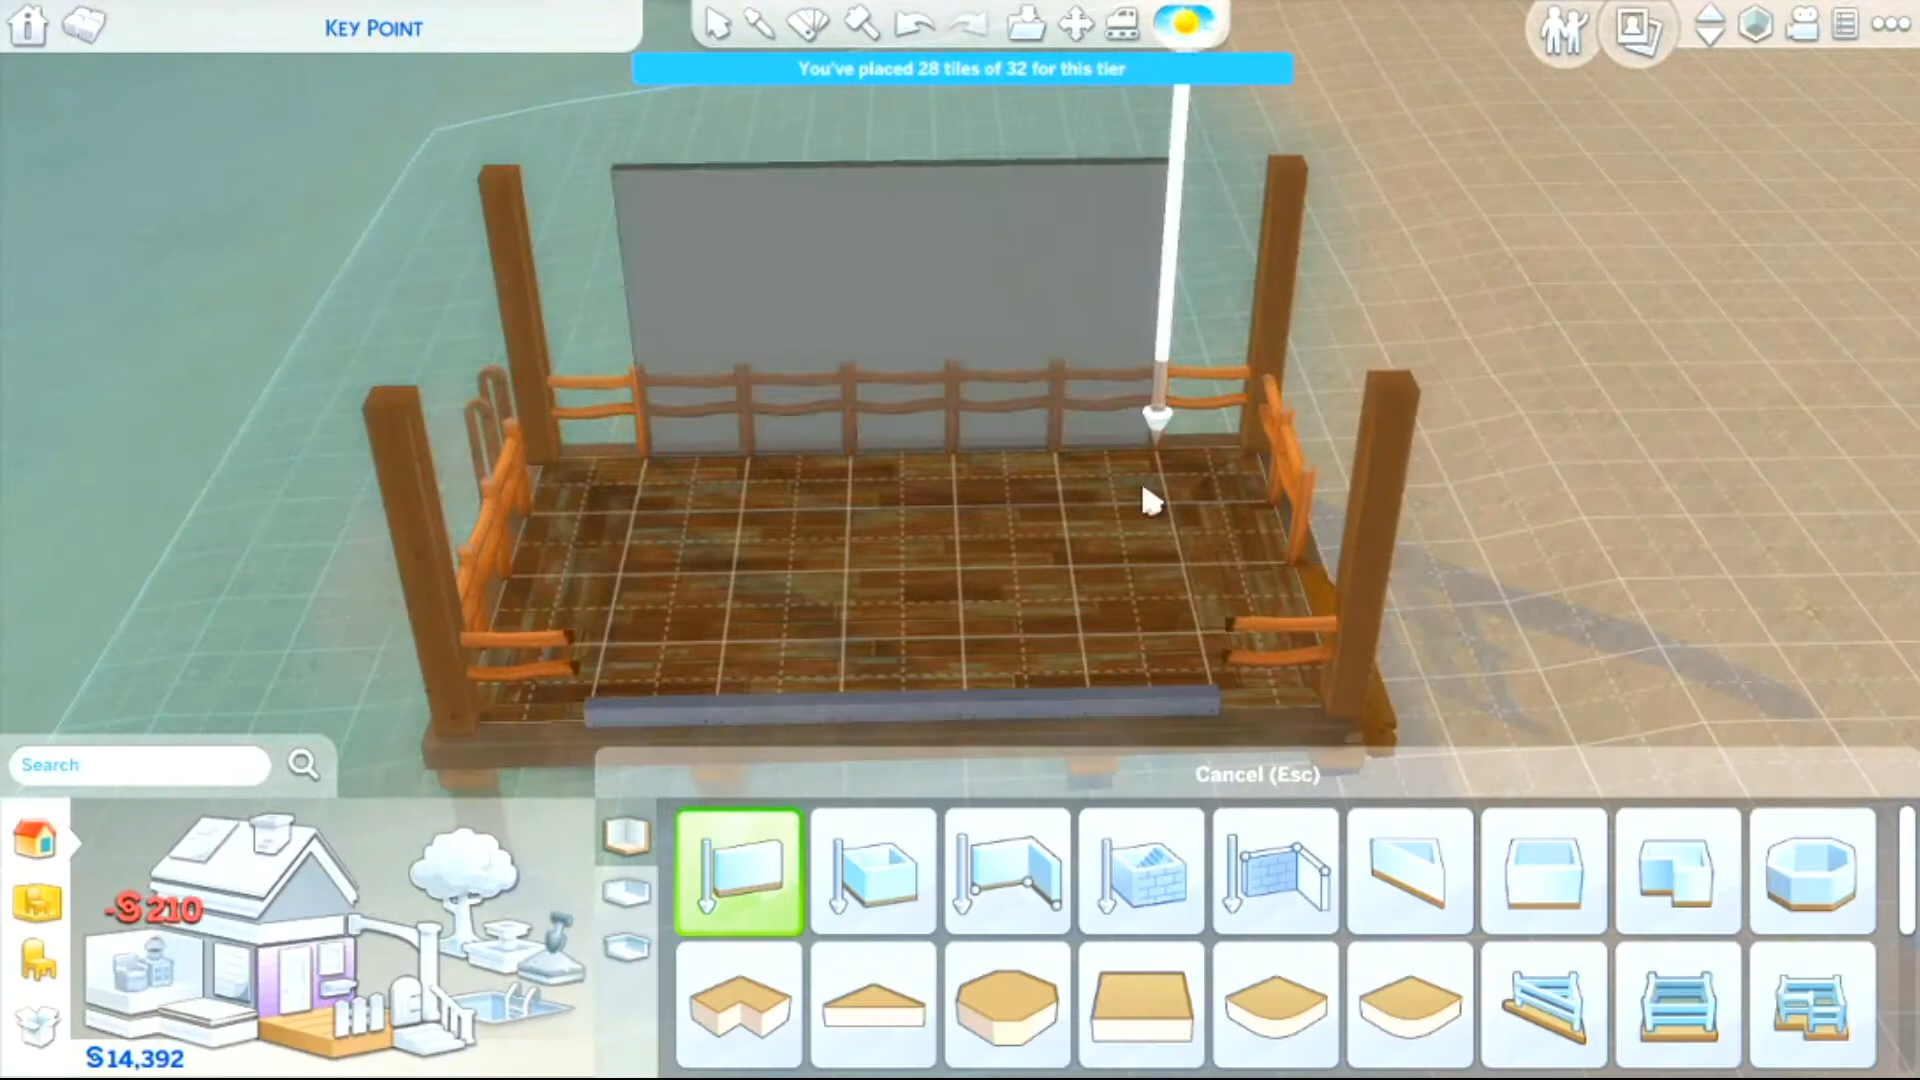 KEY POINT
You've placed 28 tiles of 32 for this tier
Search
Cancel (Esc)
-§210
§14,392